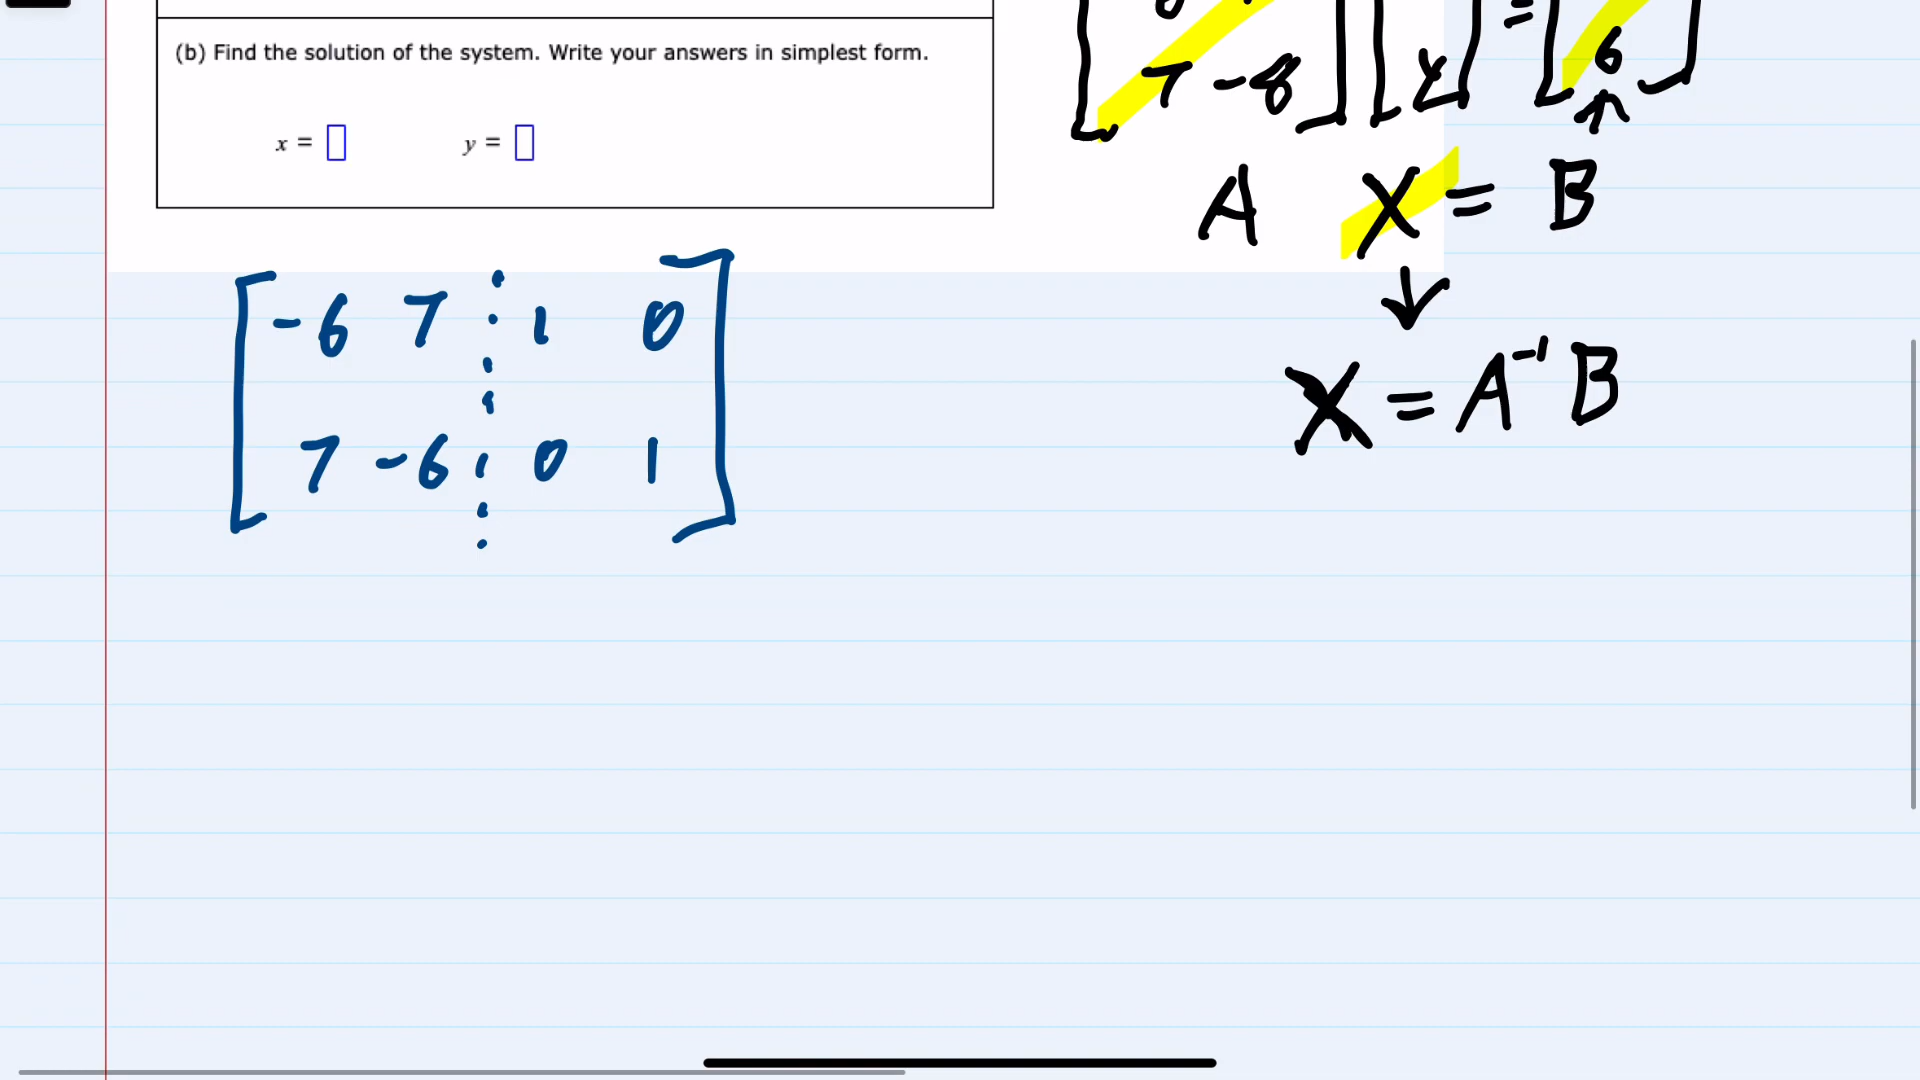 (b) Find the solution of the system. Write your answers in simplest form.
x = y =
7 -8 y = 6
A X = B
X = A⁻¹ B
-6 7 1 0
7 -6 0 1